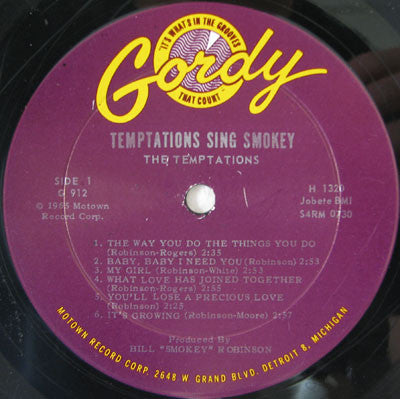 "IT'S WHAT'S IN THE GROOVES
Gordy
THAT COUNT"
TEMPTATIONS SING SMOKEY
THE TEMPTATIONS
SIDE 1
G 912
© 1965 Motown
Record Corp.
H 1320
Jobete BMI
S4RM 0730
1. THE WAY YOU DO THE THINGS YOU DO
(Robinson-Rogers) 2:35
2. BABY, BABY I NEED YOU (Robinson) 2:53
3. MY GIRL (Robinson-White) 2:53
4. WHAT LOVE HAS JOINED TOGETHER
(Robinson-Rogers) 2:55
5. YOU'LL LOSE A PRECIOUS LOVE
(Robinson) 2:25
6. IT'S GROWING (Robinson-Moore) 2:57
Produced By
BILL "SMOKEY" ROBINSON
MOTOWN RECORD CORP. 2648 W. GRAND BLVD. DETROIT 8, MICHIGAN